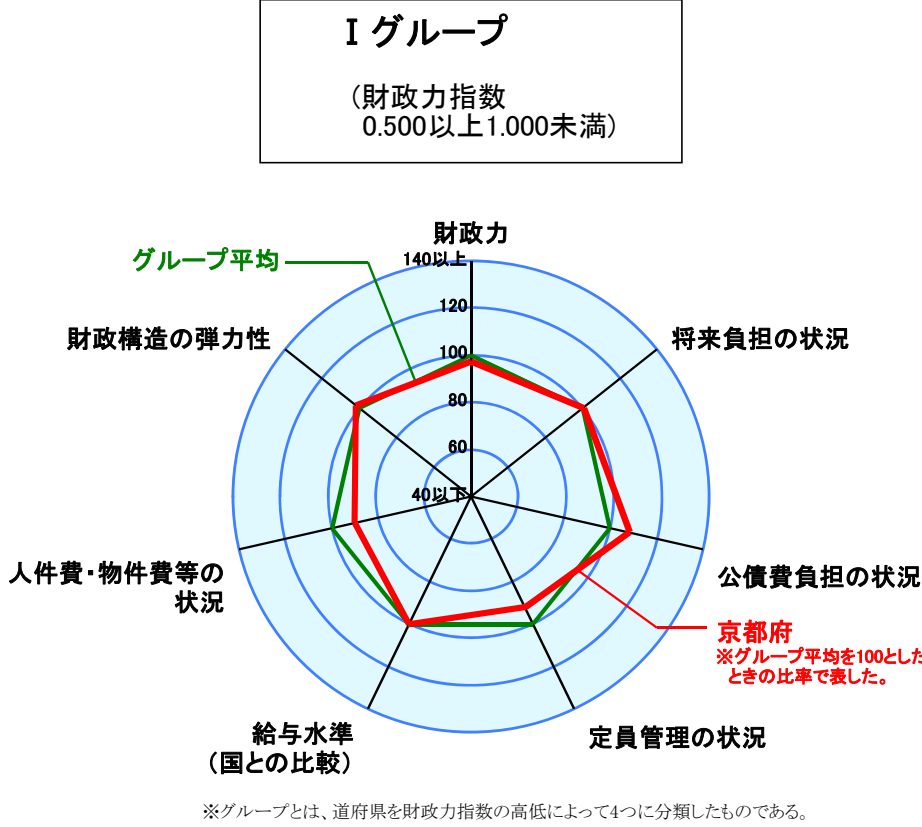 I グループ
(財政力指数
0.500以上1.000未満)
財政力
グループ平均
140以上
120
100
80
60
40以下
財政構造の弾力性
将来負担の状況
人件費・物件費等の
状況
公債費負担の状況
京都府
※グループ平均を100とした
ときの比率で表した。
給与水準
(国との比較)
定員管理の状況
※グループとは、道府県を財政力指数の高低によって4つに分類したものである。